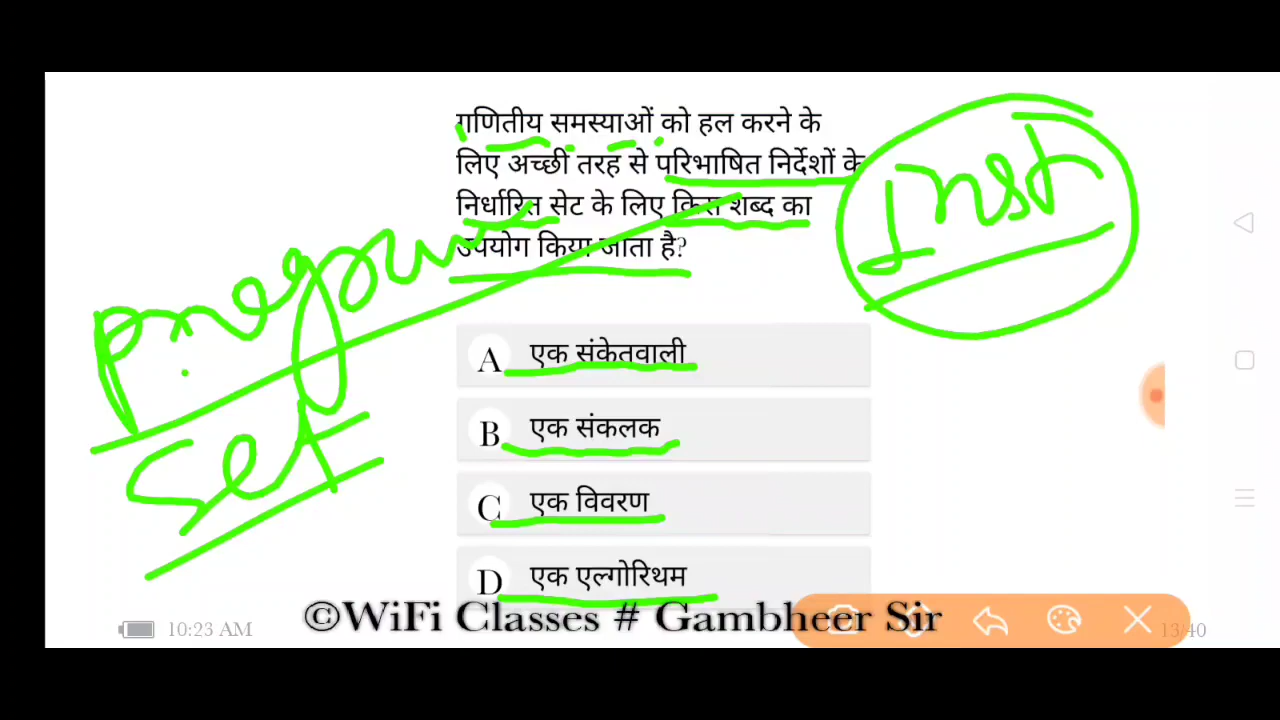 गणितीय समस्याओं को हल करने के
लिए अच्छी तरह से परिभाषित निर्देशों के
निर्धारित सेट के लिए किस शब्द का
उपयोग किया जाता है?
Inst
Program
Set
A एक संकेतवाली
B एक संकलक
C एक विवरण
D एक एल्गोरिथम
©WiFi Classes # Gambheer Sir
10:23 AM
13/40